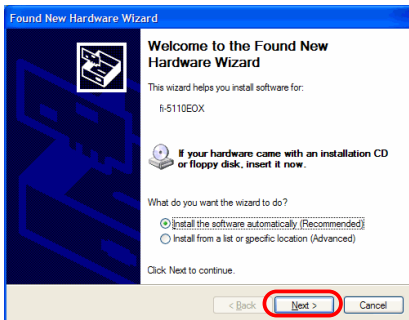 Found New Hardware Wizard
Welcome to the Found New
Hardware Wizard
This wizard helps you install software for:
fi-5110EOX
If your hardware came with an installation CD
or floppy disk, insert it now.
What do you want the wizard to do?
Install the software automatically (Recommended)
Install from a list or specific location (Advanced)
Click Next to continue.
< Back Next > Cancel